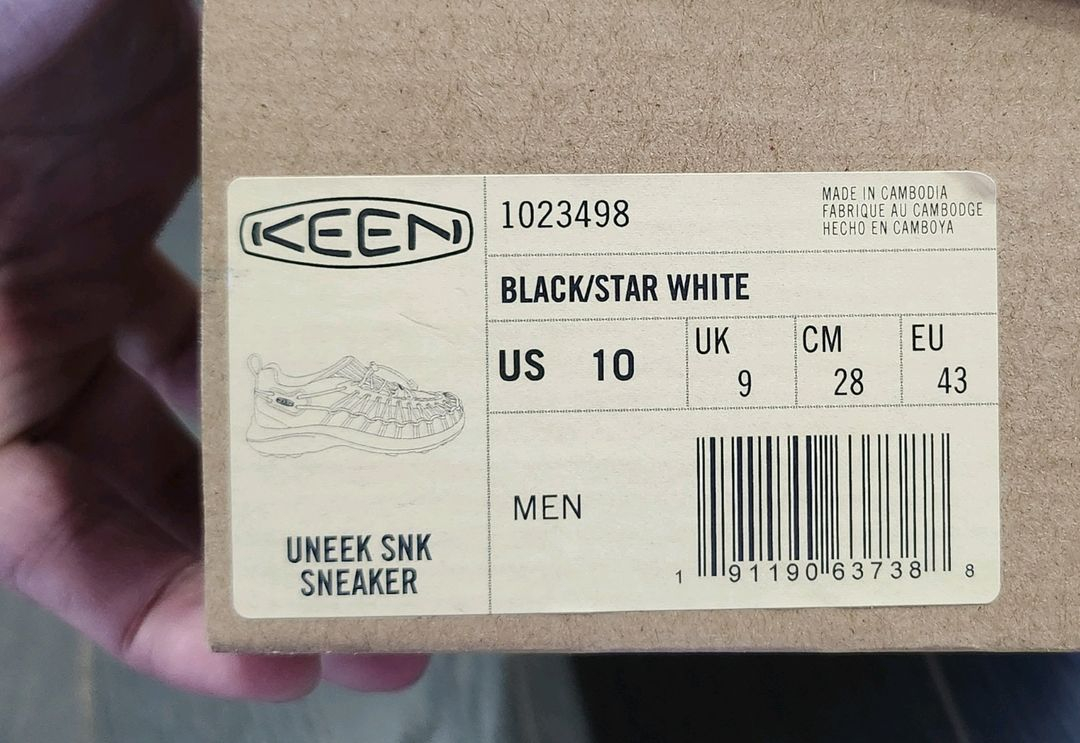 KEEN
1023498
MADE IN CAMBODIA
FABRIQUE AU CAMBODGE
HECHO EN CAMBOYA
BLACK/STAR WHITE
US 10
UK 9
CM 28
EU 43
MEN
UNEEK SNK
SNEAKER
1 91190 63738 8